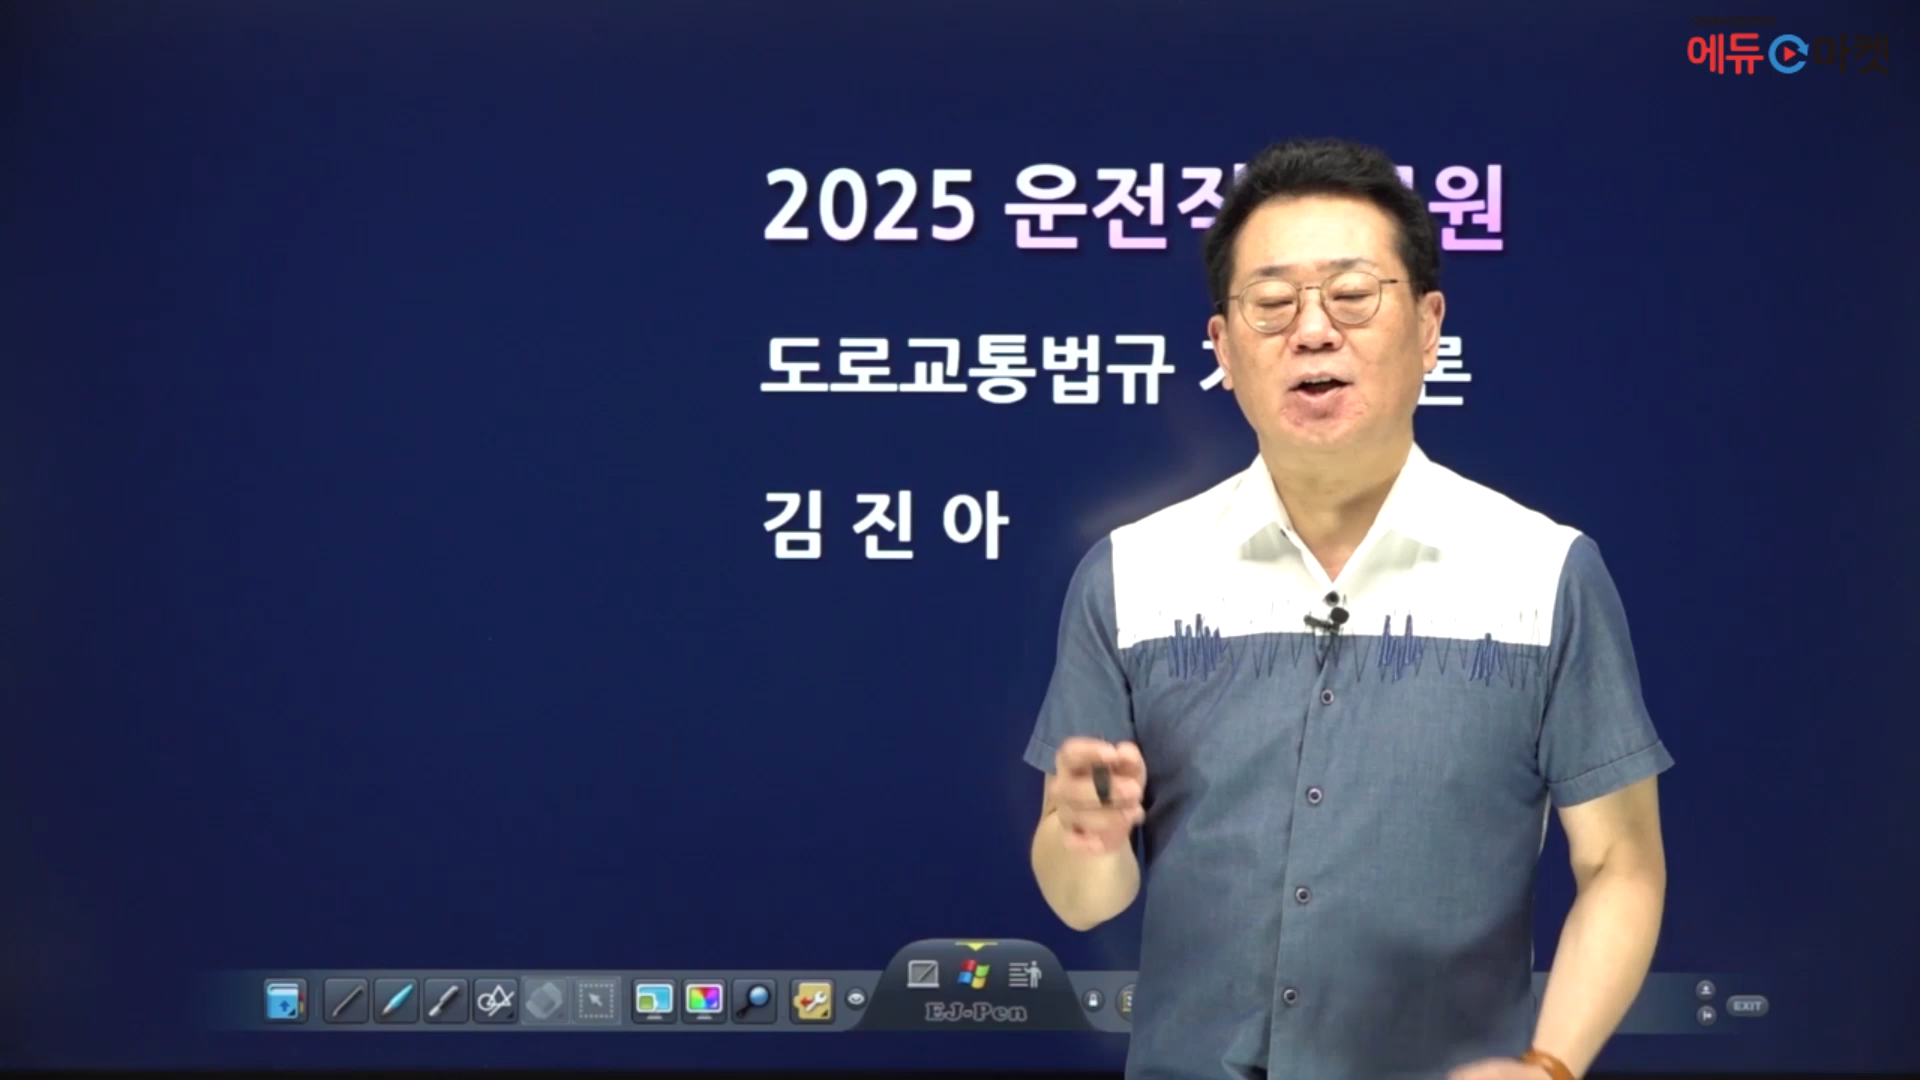 에듀 마켓
2025 운전 원
도로교통법규 론
김 진 아
EJ-Pen
EXIT